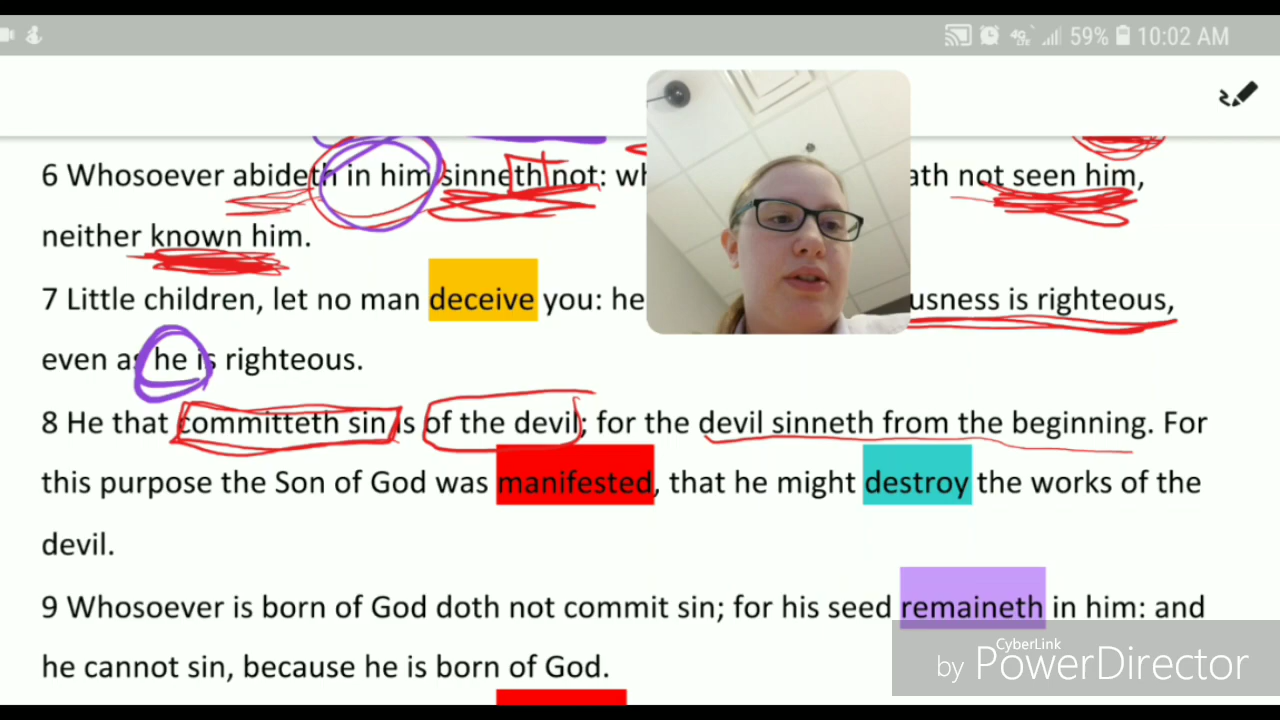 59% 10:02 AM
6 Whosoever abideth in him sinneth not: ath not seen him,
neither known him.
7 Little children, let no man deceive you: he usness is righteous,
even as he is righteous.
8 He that committeth sin is of the devil; for the devil sinneth from the beginning. For
this purpose the Son of God was manifested, that he might destroy the works of the
devil.
9 Whosoever is born of God doth not commit sin; for his seed remaineth in him: and
he cannot sin, because he is born of God.
CyberLink
by PowerDirector